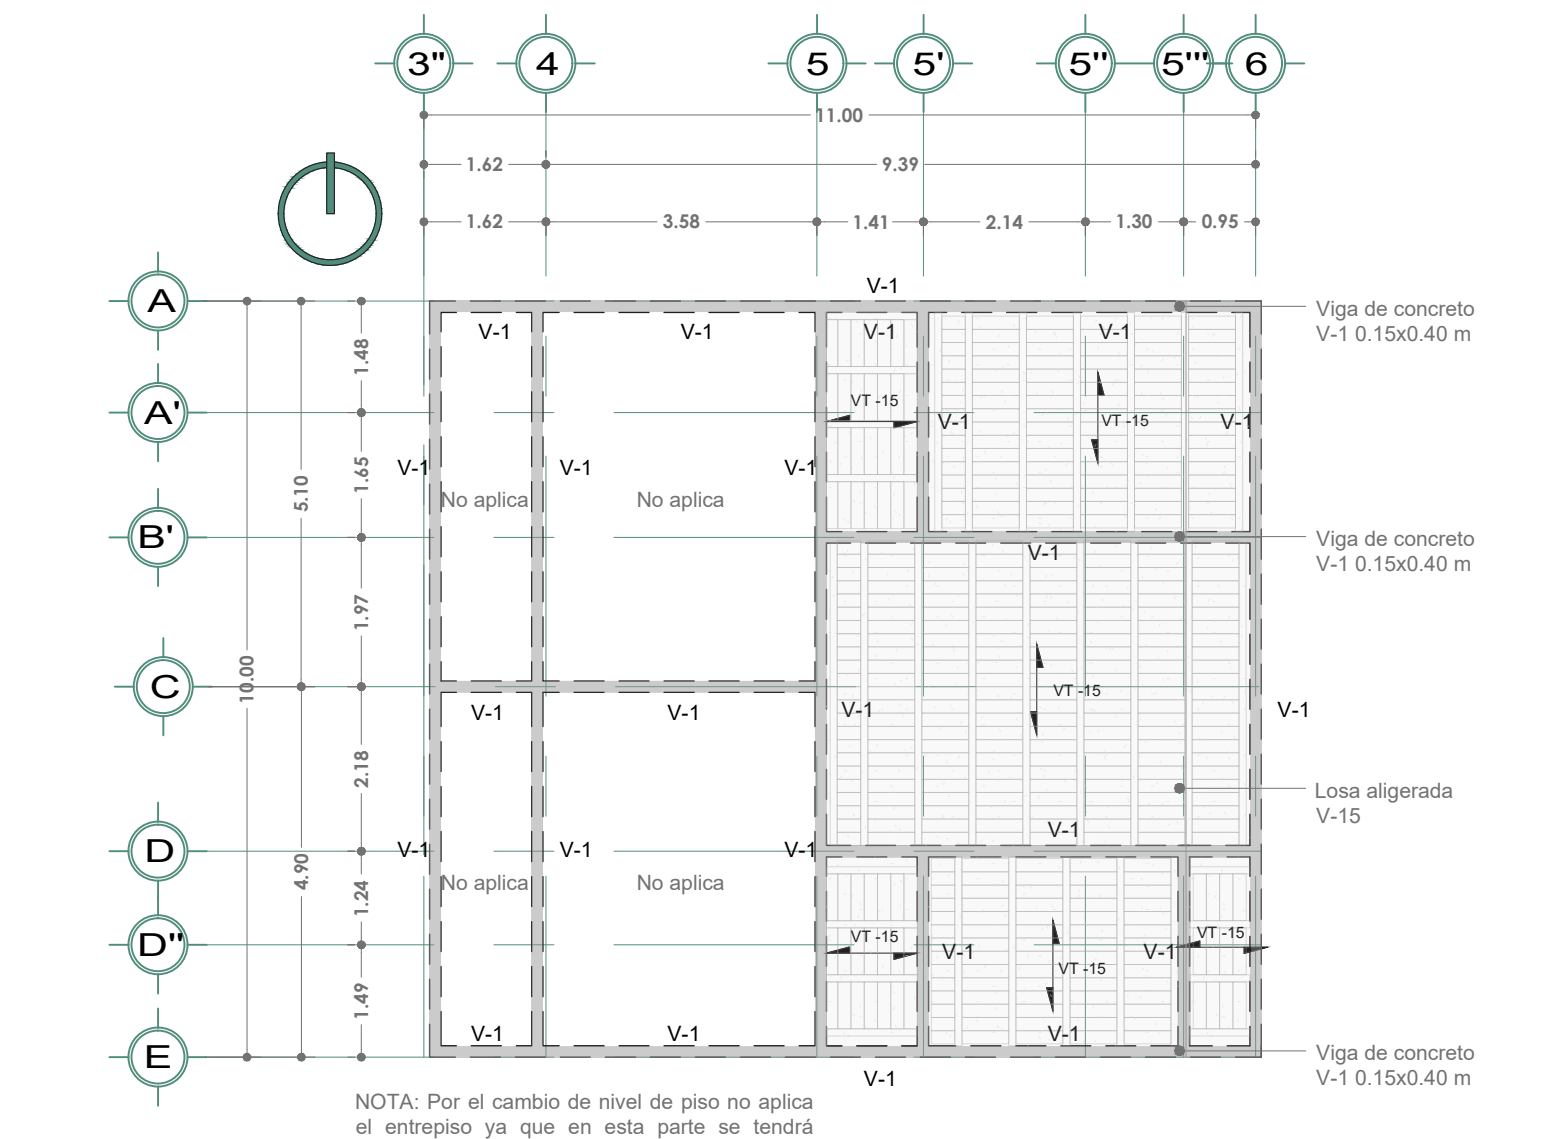 3" 4 5 5' 5" 5''' 6
11.00
1.62 9.39
1.62 3.58 1.41 2.14 1.30 0.95
V-1
A
Viga de concreto
V-1 0.15x0.40 m
V-1 V-1 V-1 V-1
1.48
VT -15
A'
V-1 VT -15 V-1
V-1 V-1 V-1
1.65
5.10
No aplica No aplica
B'
Viga de concreto
V-1 0.15x0.40 m
V-1
1.97
C
10.00
VT -15
V-1 V-1 V-1 V-1
2.18
Losa aligerada
V-15
V-1
D
V-1 V-1 V-1
4.90
No aplica No aplica
1.24
D"
VT -15 VT -15
V-1 V-1
VT -15
1.49
V-1 V-1 V-1
E
Viga de concreto
V-1 0.15x0.40 m
V-1
NOTA: Por el cambio de nivel de piso no aplica
el entrepiso ya que en esta parte se tendrá